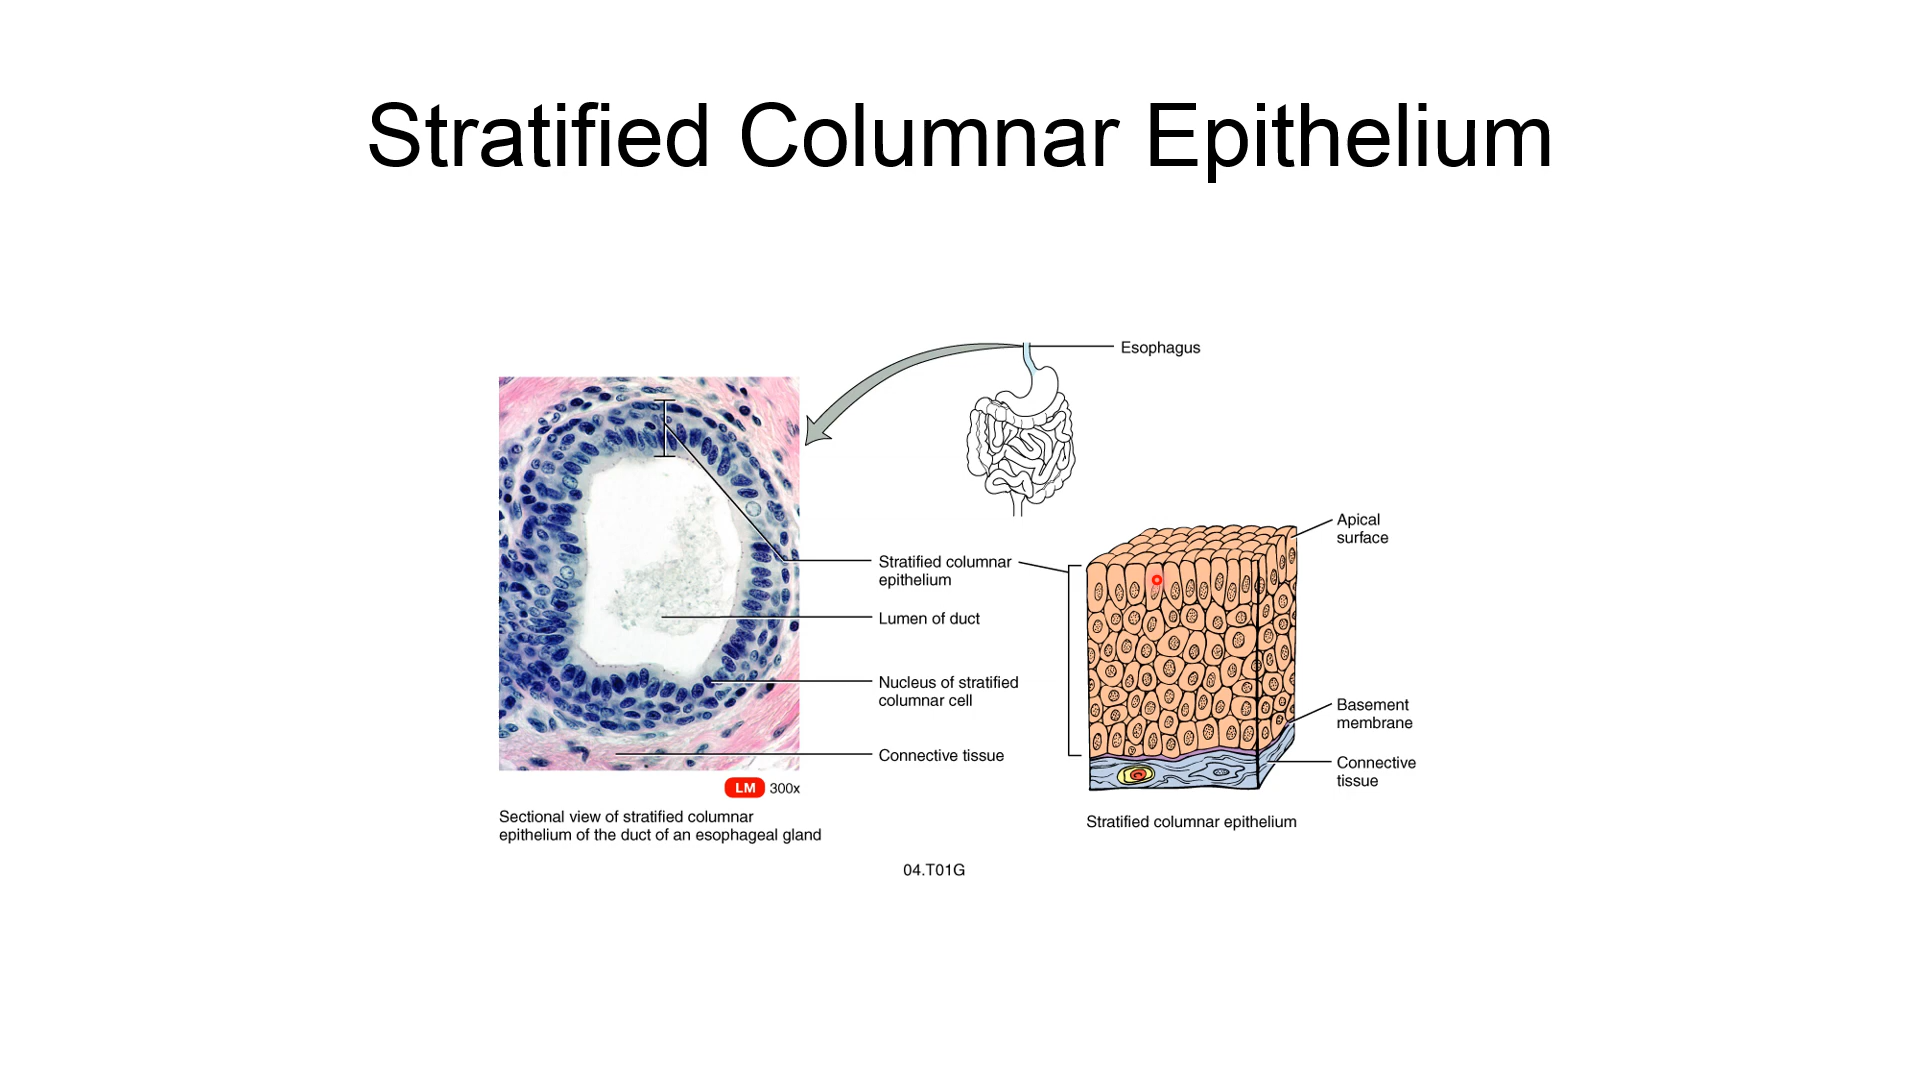 Stratified Columnar Epithelium
Esophagus
Apical
surface
Stratified columnar
epithelium
Lumen of duct
Nucleus of stratified
columnar cell
Basement
membrane
Connective tissue
Connective
tissue
LM 300x
Sectional view of stratified columnar
epithelium of the duct of an esophageal gland
Stratified columnar epithelium
04.T01G